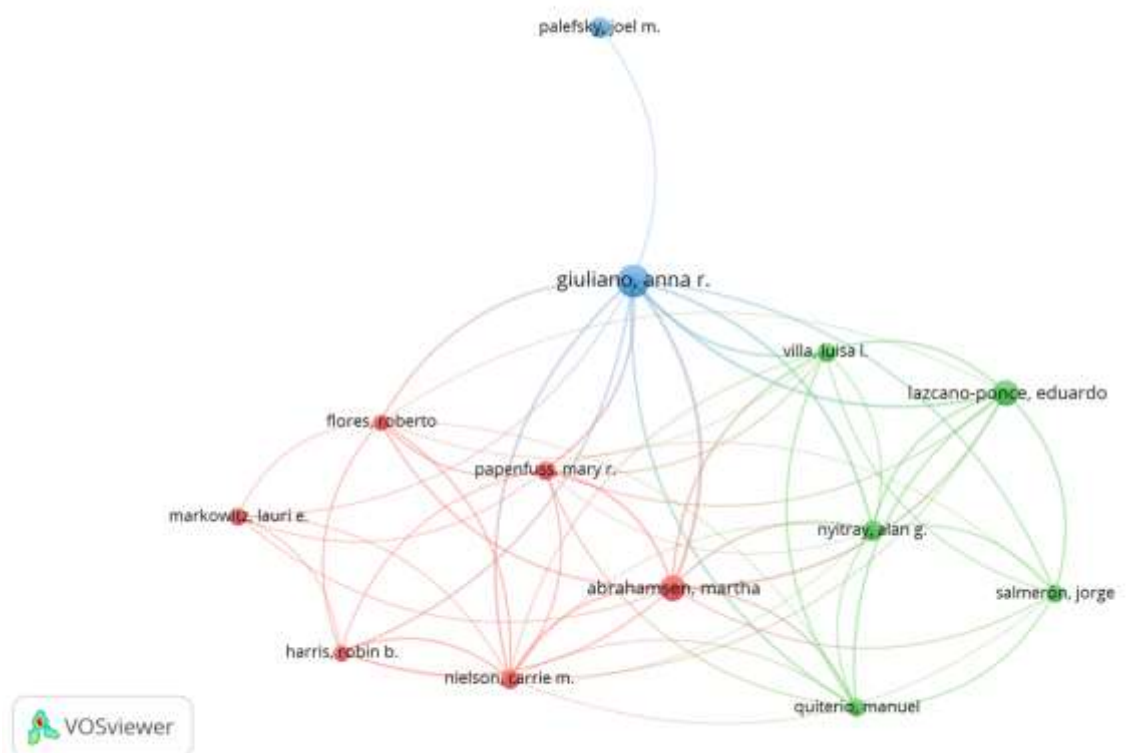 palefsky, joel m.
giuliano, anna r.
villa, luisa l.
lazcano-ponce, eduardo
flores, roberto
papenfuss, mary r.
markowitz, lauri e.
nyitray, alan g.
abrahamsen, martha
salmerón, jorge
harris, robin b.
nielson, carrie m.
quiterio, manuel
VOSviewer